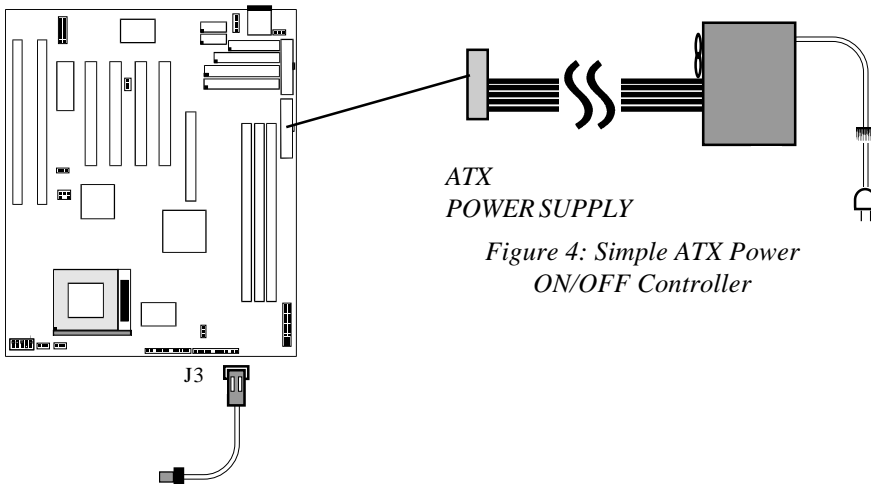 ATX
POWER SUPPLY
Figure 4: Simple ATX Power
ON/OFF Controller
J3